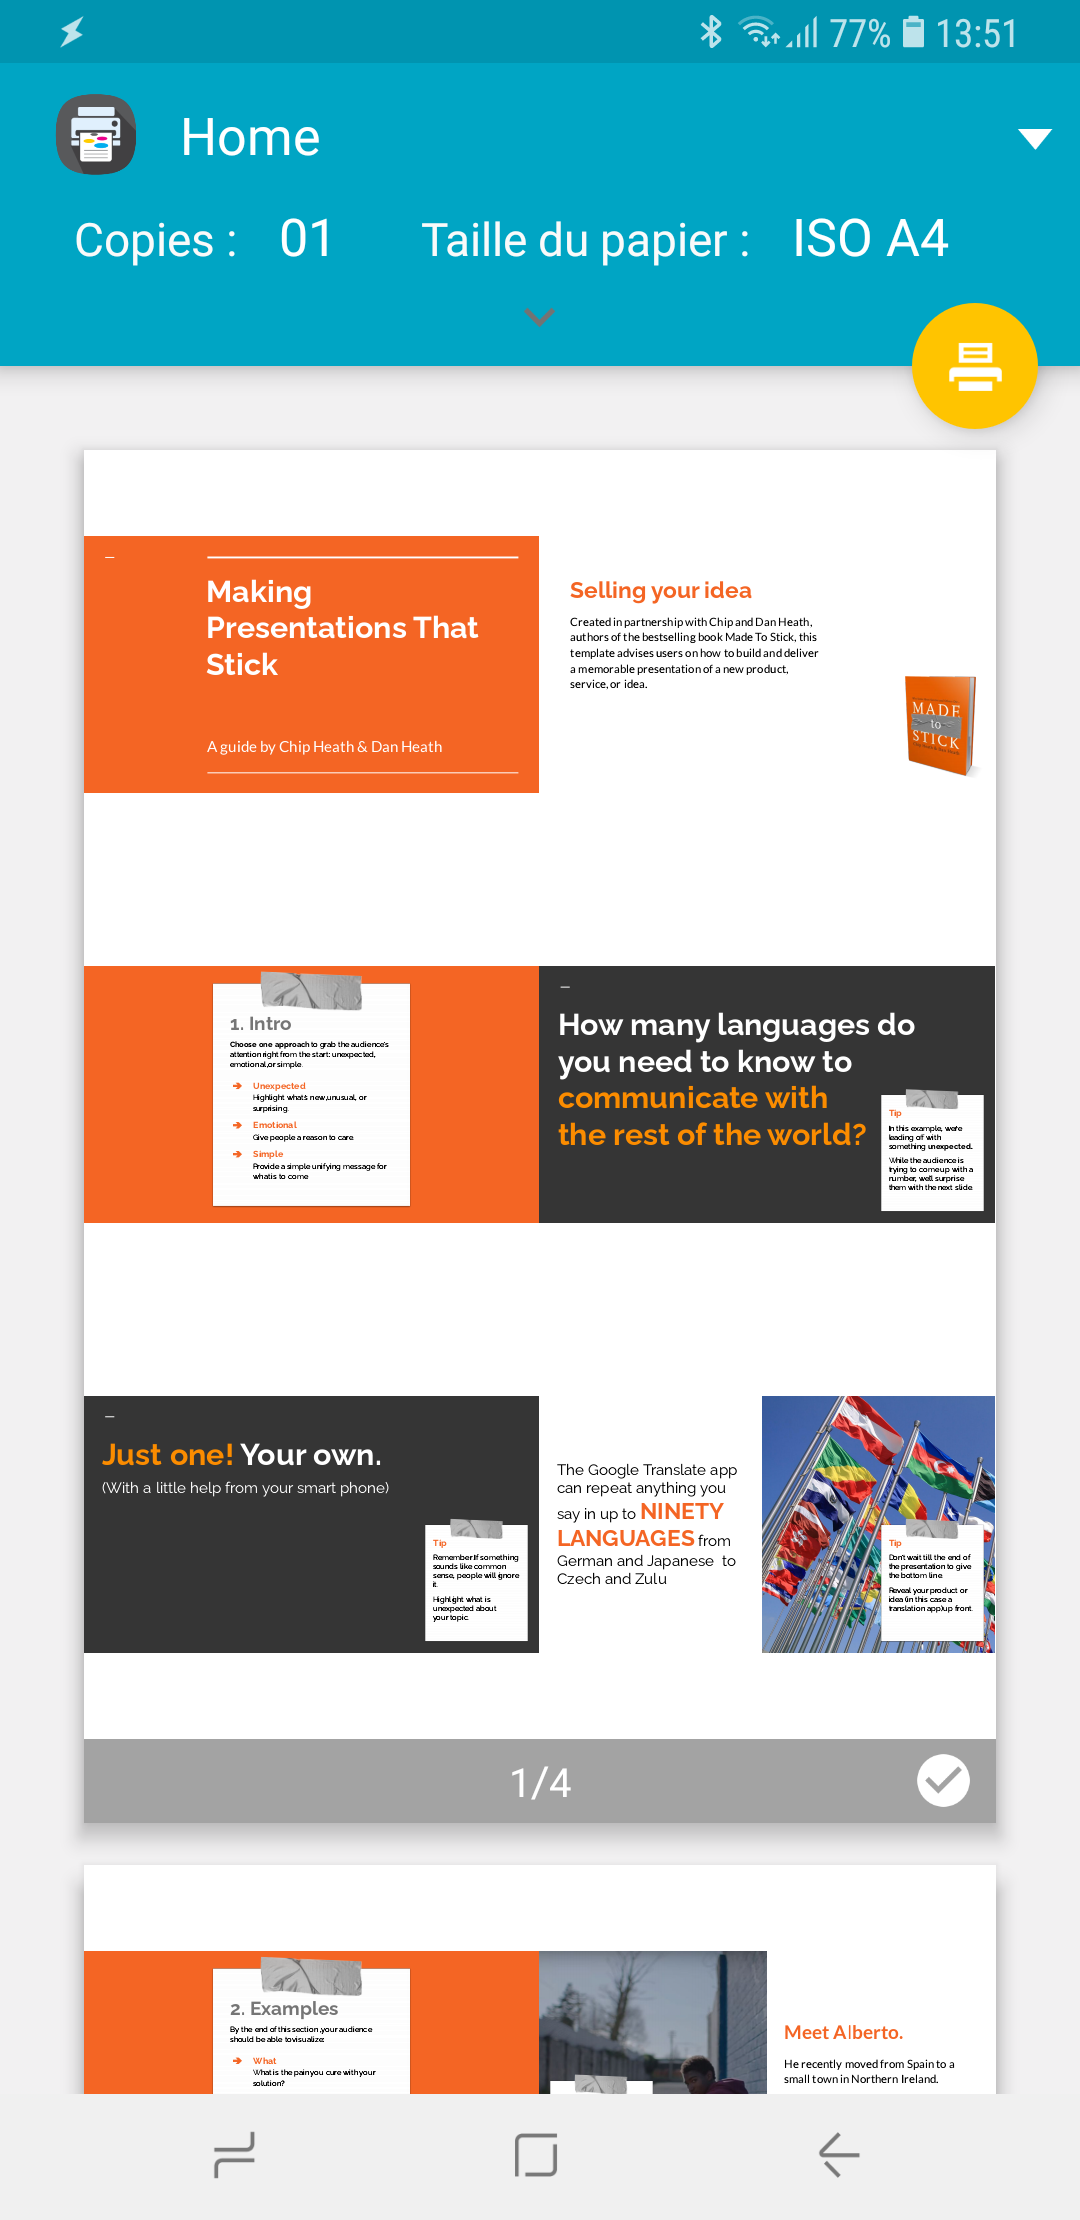 77% 13:51
Home
Copies : 01 Taille du papier : ISO A4
Making
Presentations That
Stick
A guide by Chip Heath & Dan Heath
Selling your idea
Created in partnership with Chip and Dan Heath,
authors of the bestselling book Made To Stick, this
template advises users on how to build and deliver
a memorable presentation of a new product,
service, or idea.
MADE
to
STICK
1. Intro
Choose one approach to grab the audience's
attention right from the start: unexpected,
emotional, or simple.
Unexpected
Highlight what's new, unusual, or
surprising.
Emotional
Give people a reason to care.
Simple
Provide a simple unifying message for
what is to come
How many languages do
you need to know to
communicate with
the rest of the world?
Tip
In this example, we're
leading off with
something unexpected.
While the audience is
trying to come up with a
number, we'll surprise
them with the next slide.
Just one! Your own.
(With a little help from your smart phone)
Tip
Remember. If something
sounds like common
sense, people will ignore
it.
Highlight what is
unexpected about
your topic.
The Google Translate app
can repeat anything you
say in up to NINETY
LANGUAGES from
German and Japanese to
Czech and Zulu
Tip
Don't wait till the end of
the presentation to give
the bottom line.
Reveal your product or
idea (in this case a
translation app) up front.
1/4
2. Examples
By the end of this section, your audience
should be able to visualize:
What
What is the pain you cure with your
solution?
Meet Alberto.
He recently moved from Spain to a
small town in Northern Ireland.